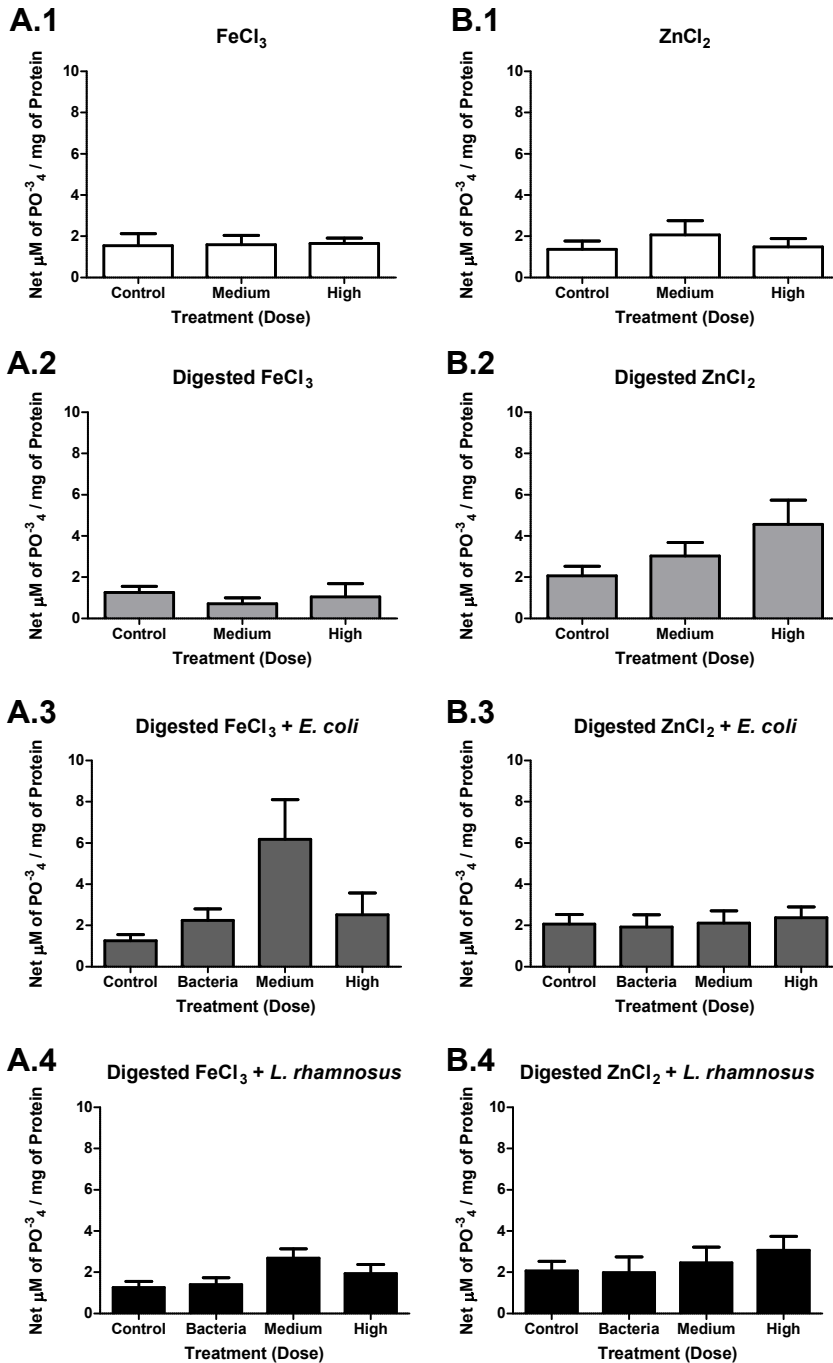 A.1
FeCl₃
Net μM of PO⁻³₄ / mg of Protein
10
8
6
4
2
0
Control Medium High
Treatment (Dose)
B.1
ZnCl₂
Net μM of PO⁻³₄ / mg of Protein
10
8
6
4
2
0
Control Medium High
Treatment (Dose)
A.2
Digested FeCl₃
Net μM of PO⁻³₄ / mg of Protein
10
8
6
4
2
0
Control Medium High
Treatment (Dose)
B.2
Digested ZnCl₂
Net μM of PO⁻³₄ / mg of Protein
10
8
6
4
2
0
Control Medium High
Treatment (Dose)
A.3
Digested FeCl₃ + E. coli
Net μM of PO⁻³₄ / mg of Protein
10
8
6
4
2
0
Control Bacteria Medium High
Treatment (Dose)
B.3
Digested ZnCl₂ + E. coli
Net μM of PO⁻³₄ / mg of Protein
10
8
6
4
2
0
Control Bacteria Medium High
Treatment (Dose)
A.4
Digested FeCl₃ + L. rhamnosus
Net μM of PO⁻³₄ / mg of Protein
10
8
6
4
2
0
Control Bacteria Medium High
Treatment (Dose)
B.4
Digested ZnCl₂ + L. rhamnosus
Net μM of PO⁻³₄ / mg of Protein
10
8
6
4
2
0
Control Bacteria Medium High
Treatment (Dose)